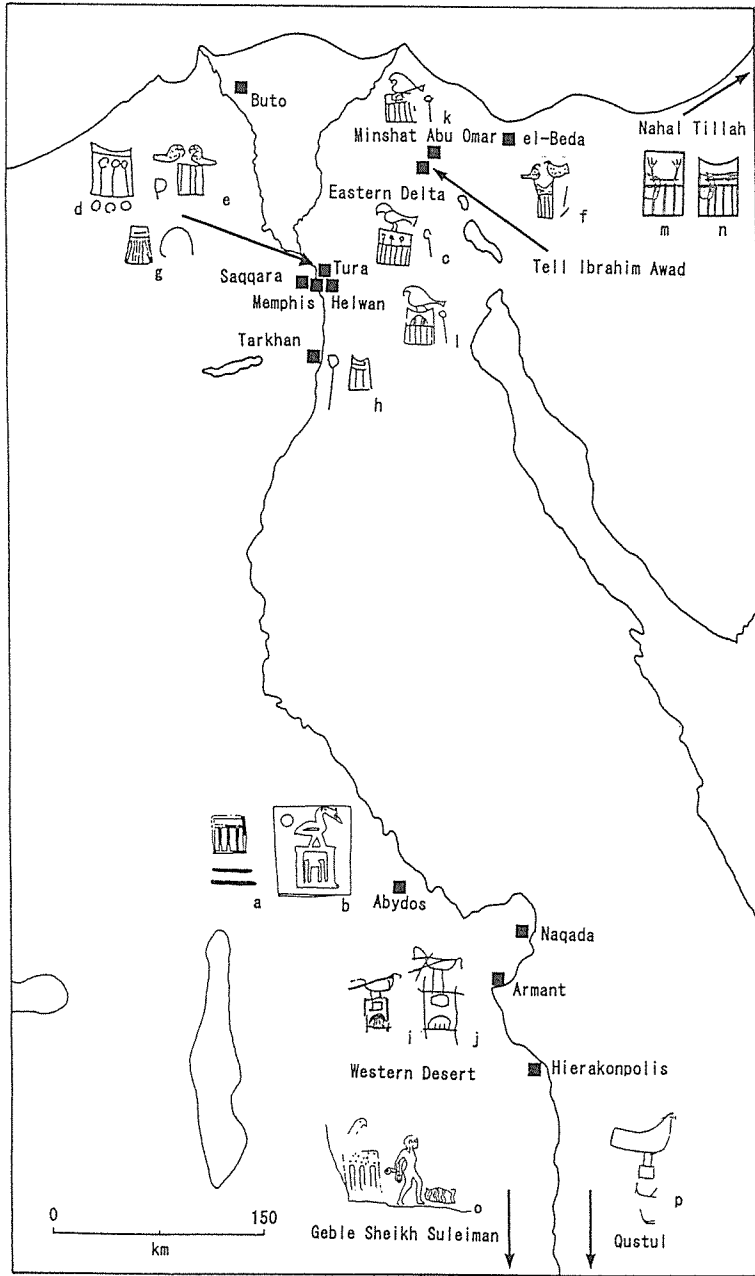 Buto
k
Minshat Abu Omar
el-Beda
Nahal Tillah
d
e
Eastern Delta
f
m
n
g
c
Tell Ibrahim Awad
Saqqara
Tura
Memphis
Helwan
l
Tarkhan
h
a
b
Abydos
Naqada
i
j
Armant
Western Desert
Hierakonpolis
o
p
0
150
km
Geble Sheikh Suleiman
Qustul